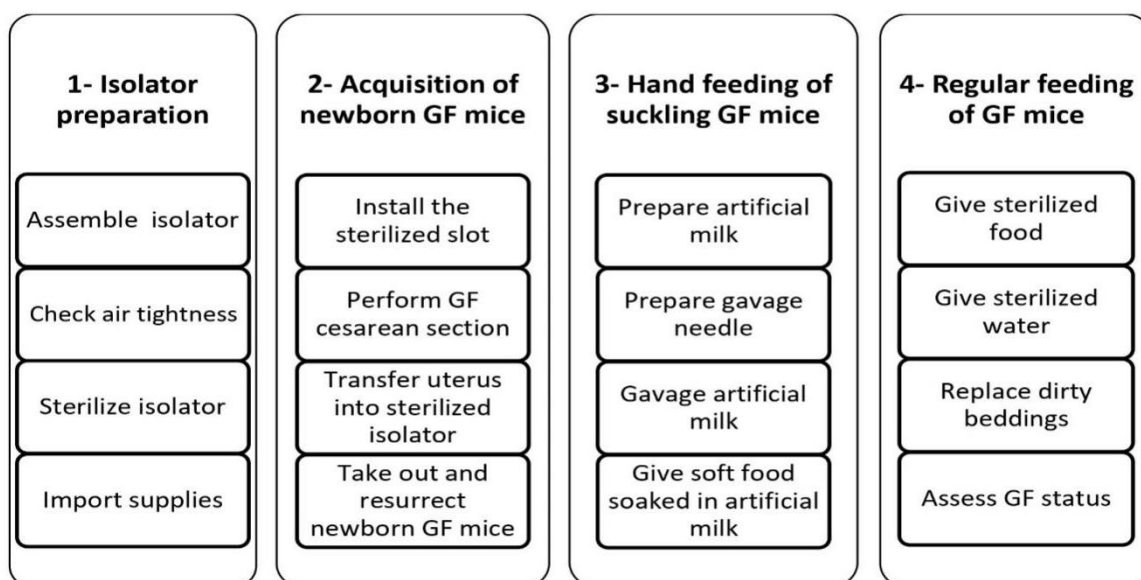 1- Isolator
preparation
Assemble isolator
Check air tightness
Sterilize isolator
Import supplies
2- Acquisition of
newborn GF mice
Install the
sterilized slot
Perform GF
cesarean section
Transfer uterus
into sterilized
isolator
Take out and
resurrect
newborn GF mice
3- Hand feeding of
suckling GF mice
Prepare artificial
milk
Prepare gavage
needle
Gavage artificial
milk
Give soft food
soaked in artificial
milk
4- Regular feeding
of GF mice
Give sterilized
food
Give sterilized
water
Replace dirty
beddings
Assess GF status